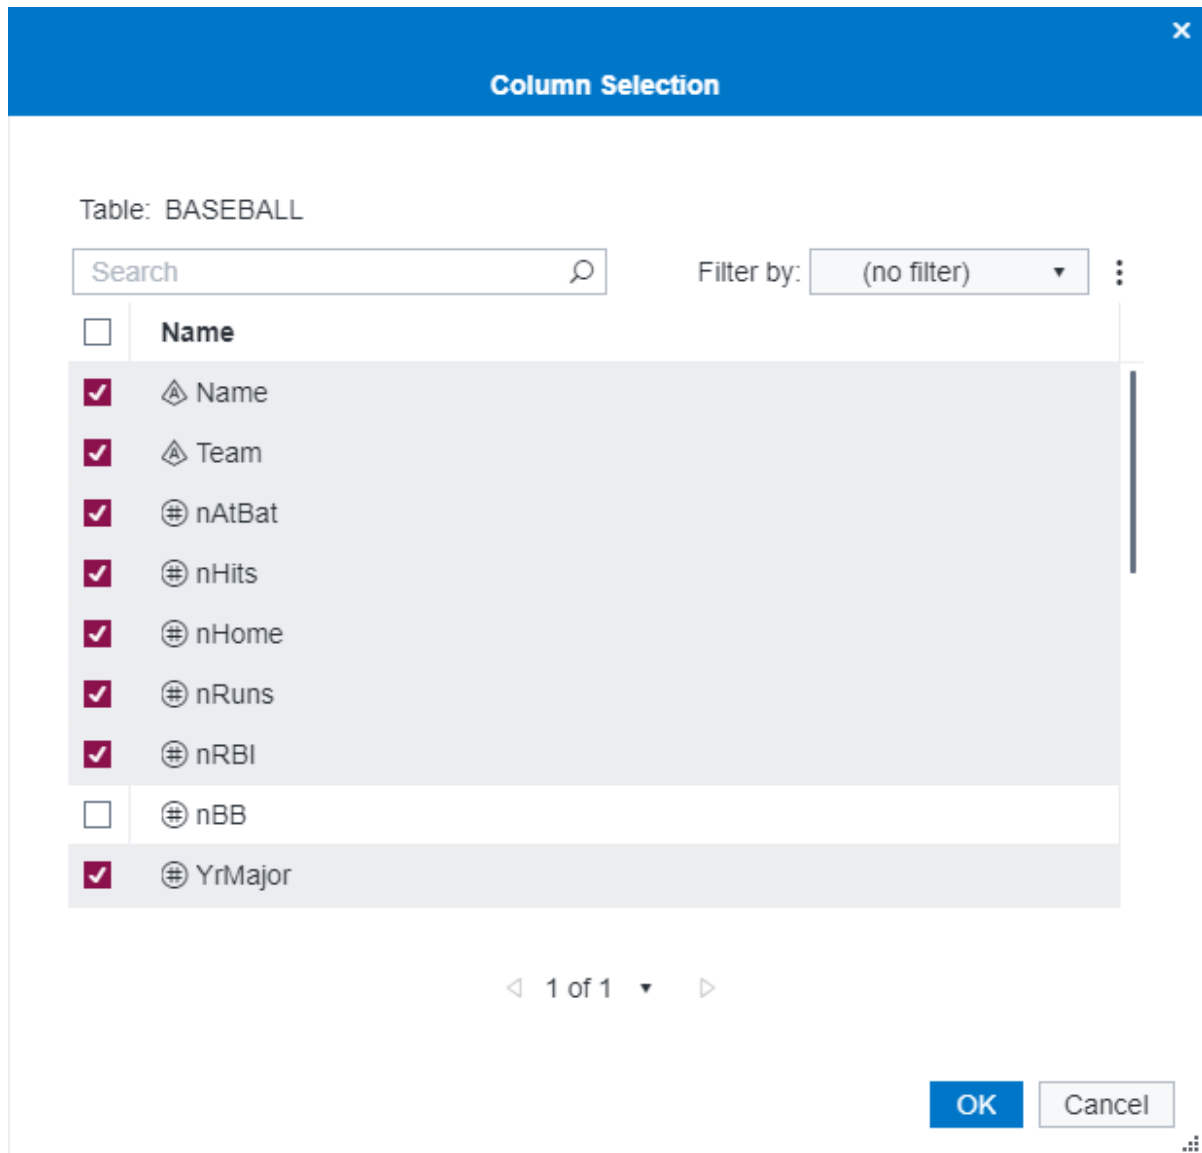 Column Selection
Table: BASEBALL
Search
Filter by: (no filter)
Name
Name
Team
nAtBat
nHits
nHome
nRuns
nRBI
nBB
YrMajor
1 of 1
OK Cancel